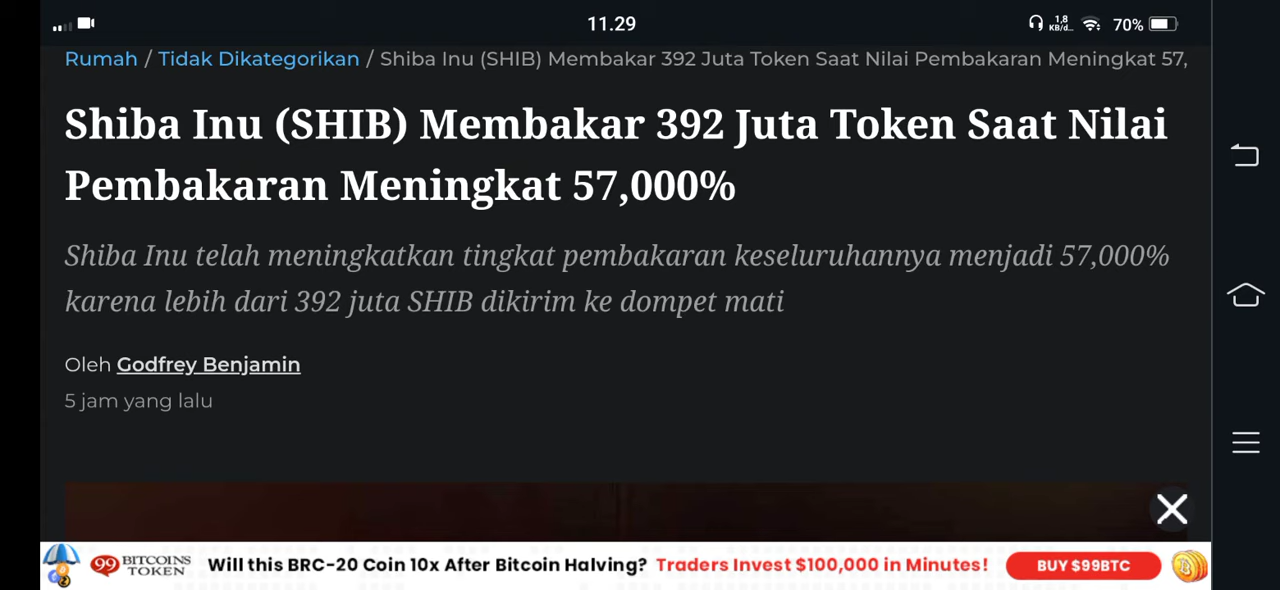 11.29
1,8
KB/d...
70%
Rumah / Tidak Dikategorikan / Shiba Inu (SHIB) Membakar 392 Juta Token Saat Nilai Pembakaran Meningkat 57,
Shiba Inu (SHIB) Membakar 392 Juta Token Saat Nilai
Pembakaran Meningkat 57,000%
Shiba Inu telah meningkatkan tingkat pembakaran keseluruhannya menjadi 57,000%
karena lebih dari 392 juta SHIB dikirim ke dompet mati
Oleh Godfrey Benjamin
5 jam yang lalu
99 BITCOINS
TOKEN
Will this BRC-20 Coin 10x After Bitcoin Halving? Traders Invest $100,000 in Minutes!
BUY $99BTC